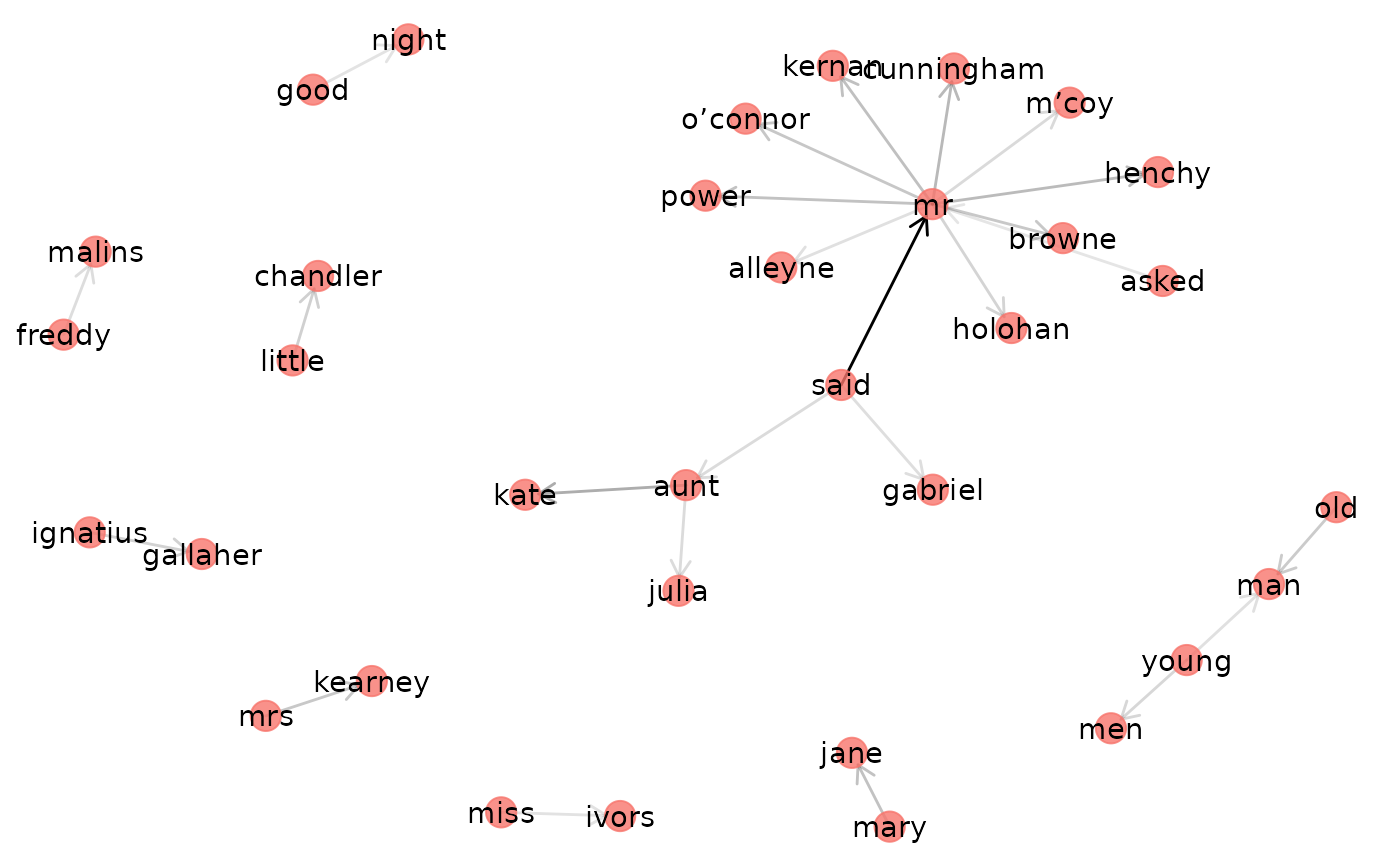 night
good
kernan
cunningham
m’coy
o’connor
henchy
power
mr
browne
alleyne
asked
holohan
malins
chandler
freddy
little
said
kate
aunt
gabriel
old
ignatius
gallaher
man
julia
young
kearney
mrs
men
jane
miss
ivors
mary